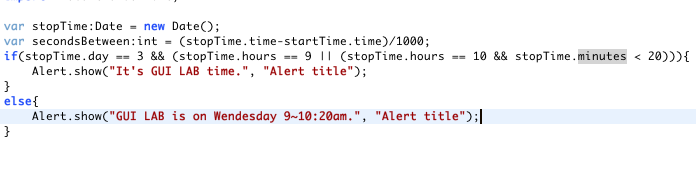 var stopTime:Date = new Date();
var secondsBetween:int = (stopTime.time-startTime.time)/1000;
if(stopTime.day == 3 && (stopTime.hours == 9 || (stopTime.hours == 10 && stopTime.minutes < 20))){
Alert.show("It's GUI LAB time.", "Alert title");
}
else{
Alert.show("GUI LAB is on Wendesday 9~10:20am.", "Alert title");
}